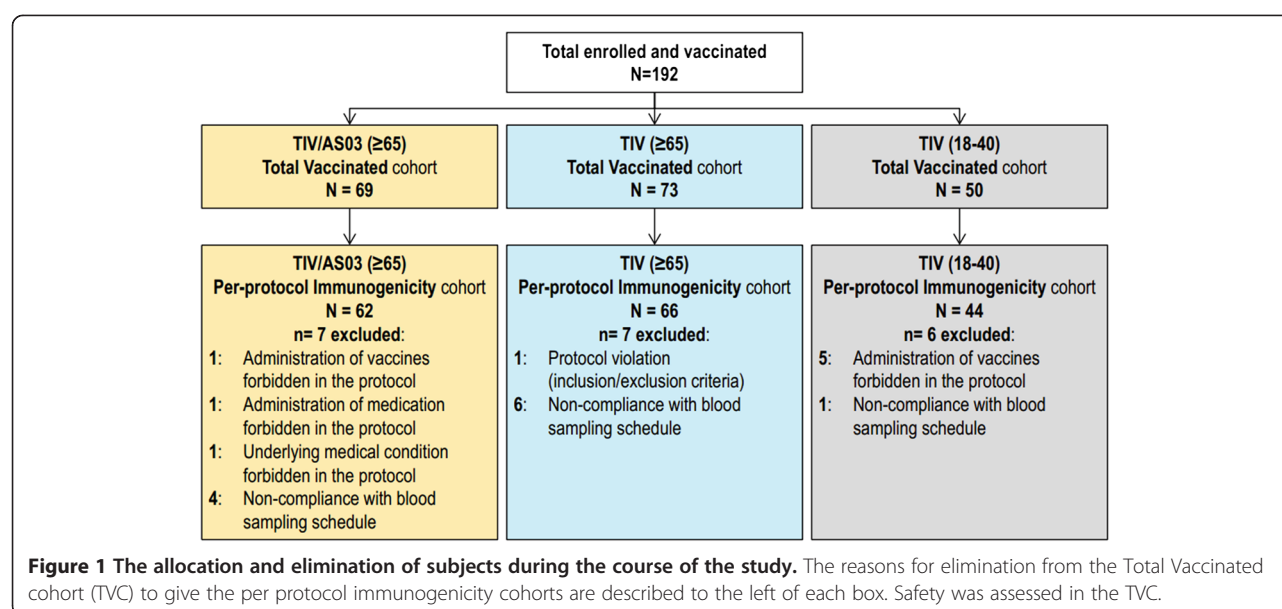 Total enrolled and vaccinated
N=192
TIV/AS03 (≥65)
Total Vaccinated cohort
N = 69
TIV (≥65)
Total Vaccinated cohort
N = 73
TIV (18-40)
Total Vaccinated cohort
N = 50
TIV/AS03 (≥65)
Per-protocol Immunogenicity cohort
N = 62
n= 7 excluded:
1: Administration of vaccines
forbidden in the protocol
1: Administration of medication
forbidden in the protocol
1: Underlying medical condition
forbidden in the protocol
4: Non-compliance with blood
sampling schedule
TIV (≥65)
Per-protocol Immunogenicity cohort
N = 66
n= 7 excluded:
1: Protocol violation
(inclusion/exclusion criteria)
6: Non-compliance with blood
sampling schedule
TIV (18-40)
Per-protocol Immunogenicity cohort
N = 44
n= 6 excluded:
5: Administration of vaccines
forbidden in the protocol
1: Non-compliance with blood
sampling schedule
Figure 1 The allocation and elimination of subjects during the course of the study. The reasons for elimination from the Total Vaccinated
cohort (TVC) to give the per protocol immunogenicity cohorts are described to the left of each box. Safety was assessed in the TVC.